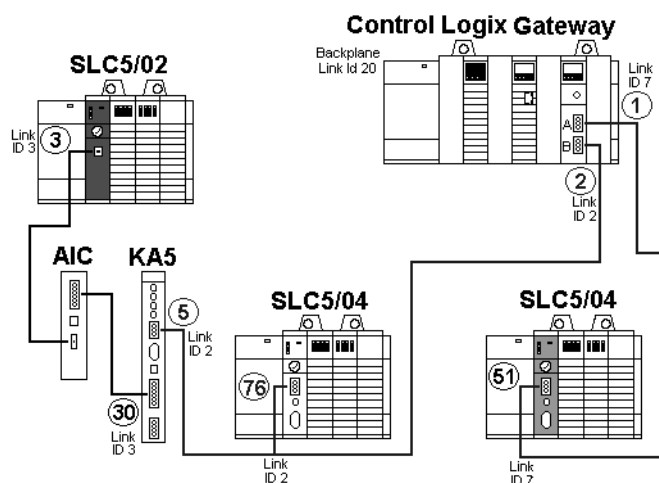 Control Logix Gateway
Backplane
Link Id 20
SLC5/02
Link
ID 7
1
Link
ID 3
3
A
B
2
Link
ID 2
AIC
KA5
SLC5/04
SLC5/04
5
Link
ID 2
76
51
30
Link
ID 3
Link
ID 2
Link
ID 7